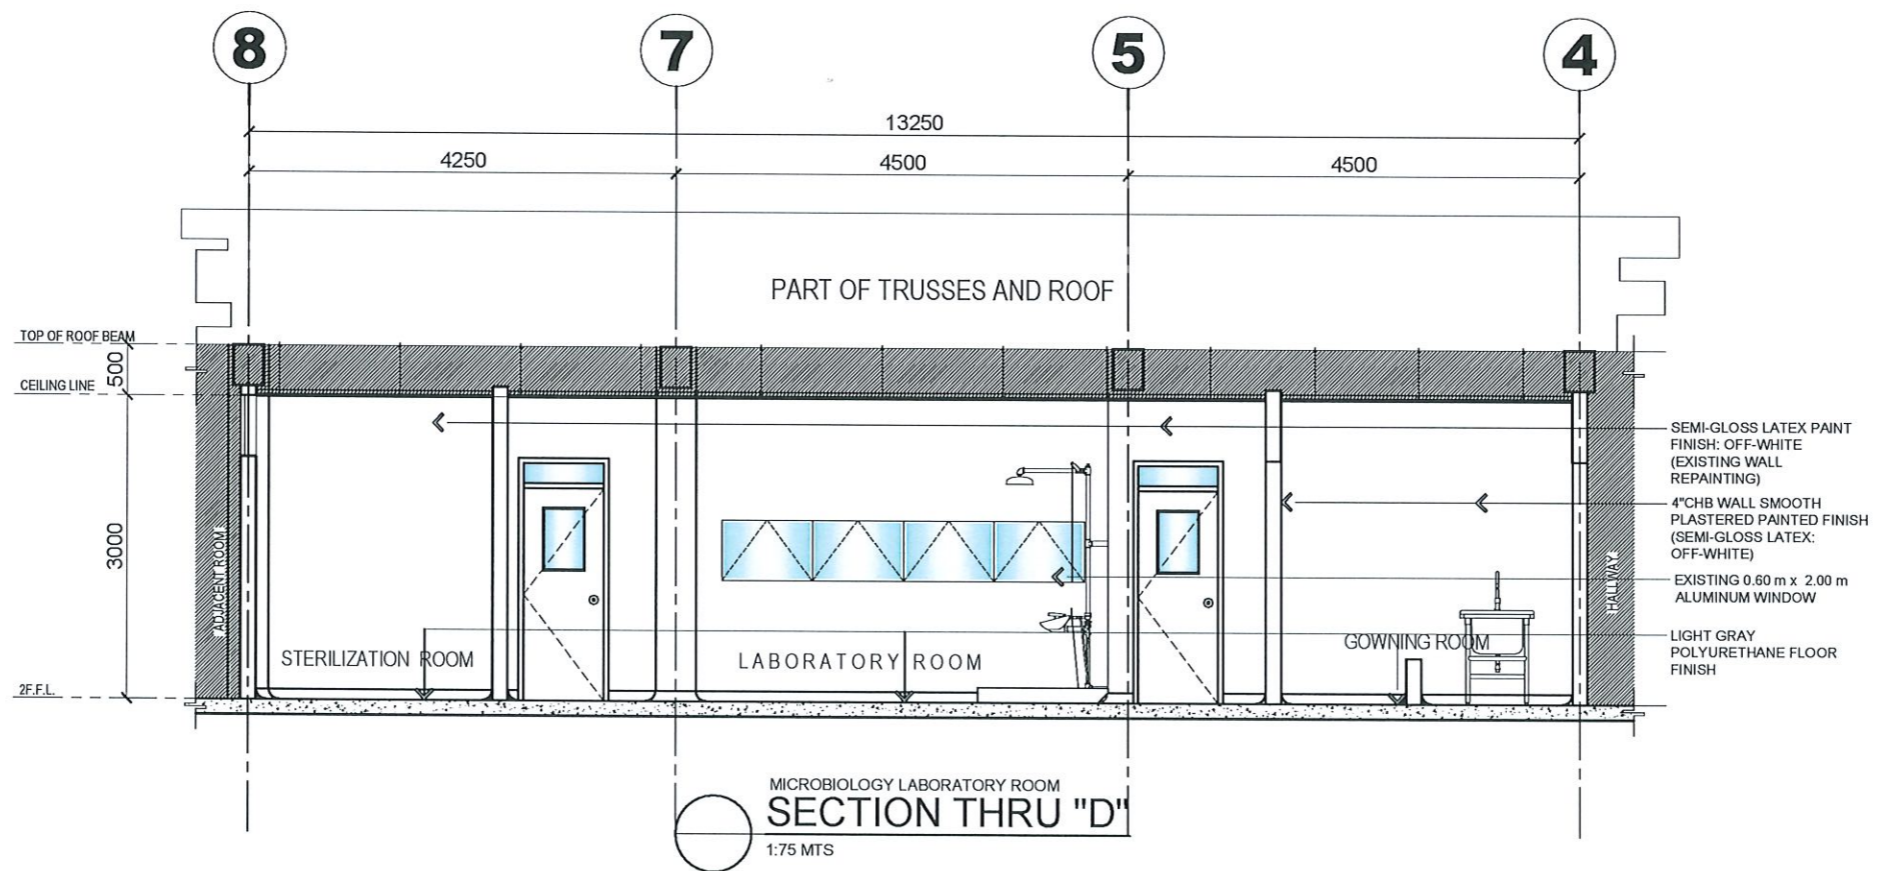 8
7
5
4
13250
4250
4500
4500
PART OF TRUSSES AND ROOF
TOP OF ROOF BEAM
500
CEILING LINE
3000
SEMI-GLOSS LATEX PAINT
FINISH: OFF-WHITE
(EXISTING WALL
REPAINTING)
4"CHB WALL SMOOTH
PLASTERED PAINTED FINISH
(SEMI-GLOSS LATEX:
OFF-WHITE)
EXISTING 0.60 m x 2.00 m
ALUMINUM WINDOW
ADJACENT ROOM
HALLWAY
STERILIZATION ROOM
LABORATORY ROOM
GOWNING ROOM
LIGHT GRAY
POLYURETHANE FLOOR
FINISH
2F.F.L.
MICROBIOLOGY LABORATORY ROOM
SECTION THRU "D"
1:75 MTS